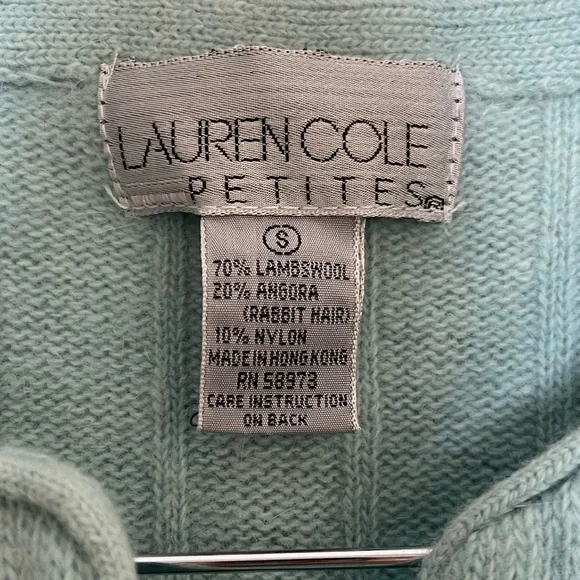 LAUREN COLE
PETITES®
S
70% LAMBSWOOL
20% ANGORA
(RABBIT HAIR)
10% NYLON
MADE IN HONG KONG
RN 58973
CARE INSTRUCTION
ON BACK